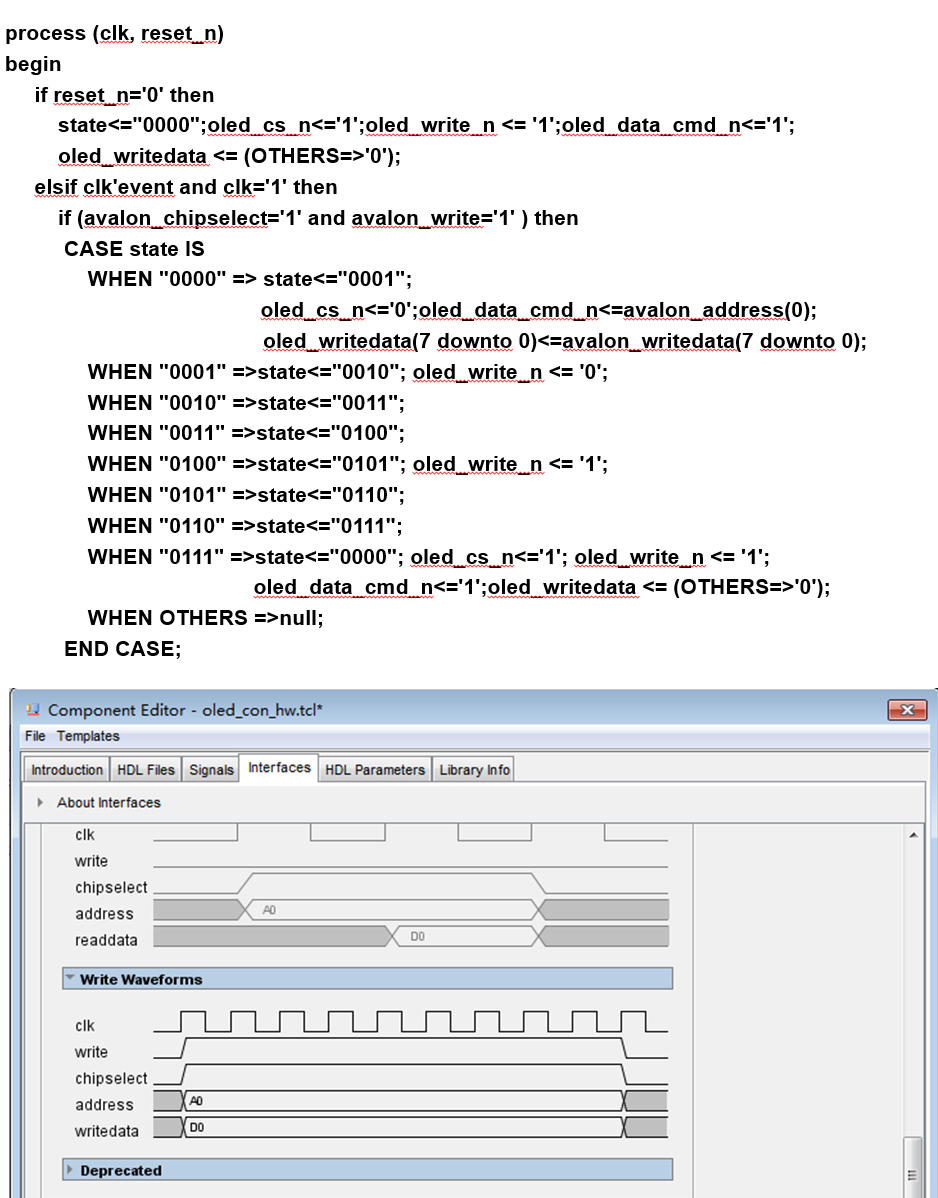 process (clk, reset_n)
begin
if reset_n='0' then
state<="0000";oled_cs_n<='1';oled_write_n <= '1';oled_data_cmd_n<='1';
oled_writedata <= (OTHERS=>'0');
elsif clk'event and clk='1' then
if (avalon_chipselect='1' and avalon_write='1' ) then
CASE state IS
WHEN "0000" => state<="0001";
oled_cs_n<='0';oled_data_cmd_n<=avalon_address(0);
oled_writedata(7 downto 0)<=avalon_writedata(7 downto 0);
WHEN "0001" =>state<="0010"; oled_write_n <= '0';
WHEN "0010" =>state<="0011";
WHEN "0011" =>state<="0100";
WHEN "0100" =>state<="0101"; oled_write_n <= '1';
WHEN "0101" =>state<="0110";
WHEN "0110" =>state<="0111";
WHEN "0111" =>state<="0000"; oled_cs_n<='1'; oled_write_n <= '1';
oled_data_cmd_n<='1';oled_writedata <= (OTHERS=>'0');
WHEN OTHERS =>null;
END CASE;
Component Editor - oled_con_hw.tcl*
File Templates
Introduction HDL Files Signals Interfaces HDL Parameters Library Info
About Interfaces
clk
write
chipselect
address A0
readdata D0
Write Waveforms
clk
write
chipselect
address A0
writedata D0
Deprecated